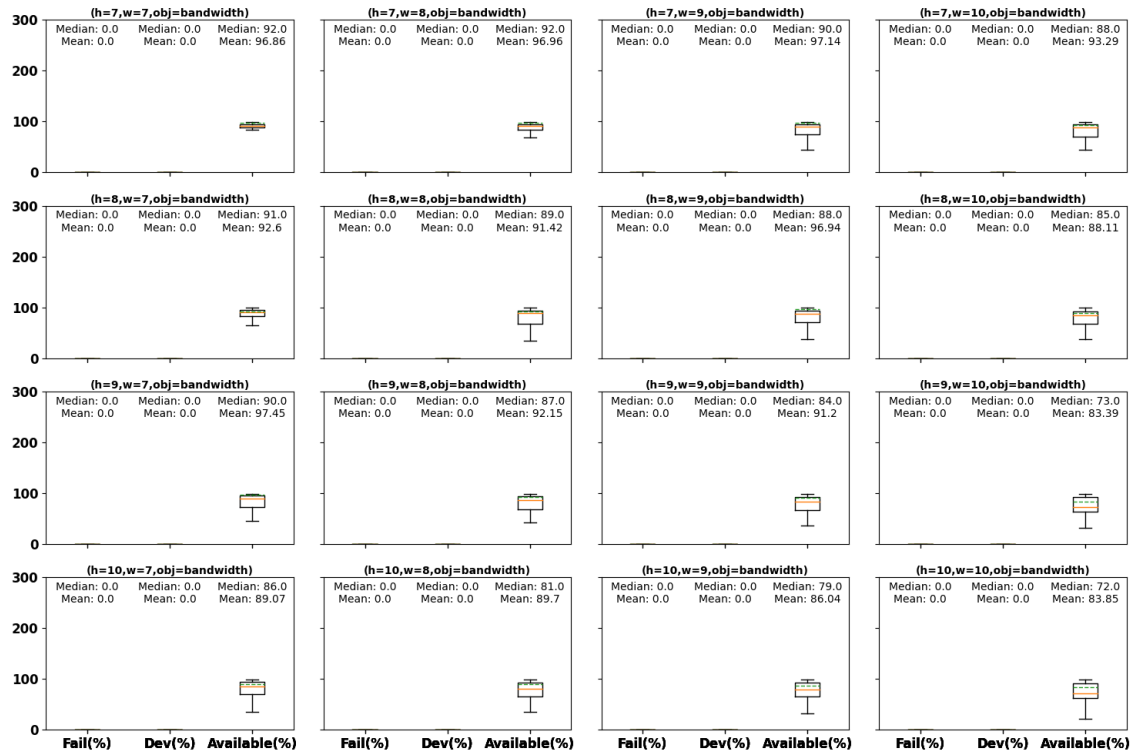 (h=7,w=7,obj=bandwidth) (h=7,w=8,obj=bandwidth) (h=7,w=9,obj=bandwidth) (h=7,w=10,obj=bandwidth)
300
Median: 0.0 Median: 0.0 Median: 92.0 Median: 0.0 Median: 0.0 Median: 92.0 Median: 0.0 Median: 0.0 Median: 90.0 Median: 0.0 Median: 0.0 Median: 88.0
Mean: 0.0 Mean: 0.0 Mean: 96.86 Mean: 0.0 Mean: 0.0 Mean: 96.96 Mean: 0.0 Mean: 0.0 Mean: 97.14 Mean: 0.0 Mean: 0.0 Mean: 93.29
200
100
0
(h=8,w=7,obj=bandwidth) (h=8,w=8,obj=bandwidth) (h=8,w=9,obj=bandwidth) (h=8,w=10,obj=bandwidth)
300
Median: 0.0 Median: 0.0 Median: 91.0 Median: 0.0 Median: 0.0 Median: 89.0 Median: 0.0 Median: 0.0 Median: 88.0 Median: 0.0 Median: 0.0 Median: 85.0
Mean: 0.0 Mean: 0.0 Mean: 92.6 Mean: 0.0 Mean: 0.0 Mean: 91.42 Mean: 0.0 Mean: 0.0 Mean: 96.94 Mean: 0.0 Mean: 0.0 Mean: 88.11
200
100
0
(h=9,w=7,obj=bandwidth) (h=9,w=8,obj=bandwidth) (h=9,w=9,obj=bandwidth) (h=9,w=10,obj=bandwidth)
300
Median: 0.0 Median: 0.0 Median: 90.0 Median: 0.0 Median: 0.0 Median: 87.0 Median: 0.0 Median: 0.0 Median: 84.0 Median: 0.0 Median: 0.0 Median: 73.0
Mean: 0.0 Mean: 0.0 Mean: 97.45 Mean: 0.0 Mean: 0.0 Mean: 92.15 Mean: 0.0 Mean: 0.0 Mean: 91.2 Mean: 0.0 Mean: 0.0 Mean: 83.39
200
100
0
(h=10,w=7,obj=bandwidth) (h=10,w=8,obj=bandwidth) (h=10,w=9,obj=bandwidth) (h=10,w=10,obj=bandwidth)
300
Median: 0.0 Median: 0.0 Median: 86.0 Median: 0.0 Median: 0.0 Median: 81.0 Median: 0.0 Median: 0.0 Median: 79.0 Median: 0.0 Median: 0.0 Median: 72.0
Mean: 0.0 Mean: 0.0 Mean: 89.07 Mean: 0.0 Mean: 0.0 Mean: 89.7 Mean: 0.0 Mean: 0.0 Mean: 86.04 Mean: 0.0 Mean: 0.0 Mean: 83.85
200
100
0
Fail(%) Dev(%) Available(%) Fail(%) Dev(%) Available(%) Fail(%) Dev(%) Available(%) Fail(%) Dev(%) Available(%)